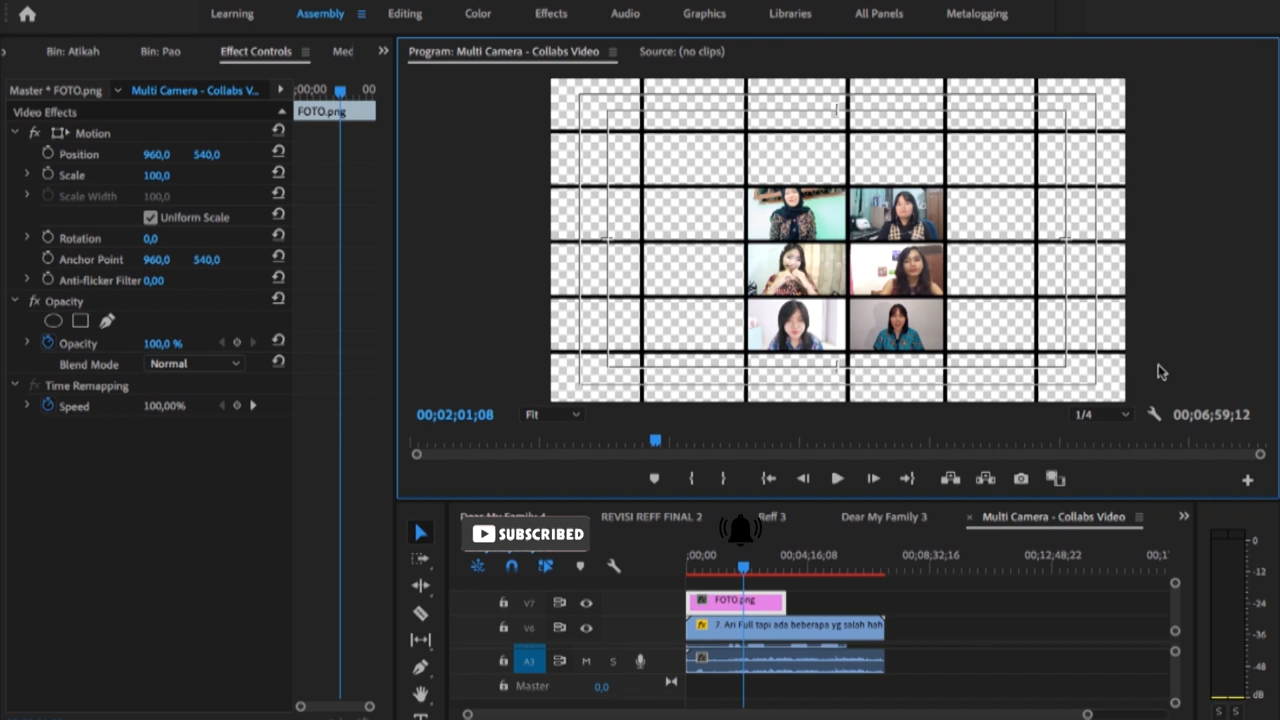 Learning Assembly Editing Color Effects Audio Graphics Libraries All Panels Metalogging
Bin: Atikah Bin: Pao Effect Controls Med
Program: Multi Camera - Collabs Video Source: (no clips)
Master * FOTO.png Multi Camera - Collabs V... ;00;00 00
Video Effects FOTO.png
fx Motion
Position 960,0 540,0
Scale 100,0
Scale Width 100,0
Uniform Scale
Rotation 0,0
Anchor Point 960,0 540,0
Anti-flicker Filter 0,00
fx Opacity
Opacity 100,0 %
Blend Mode Normal
Time Remapping
Speed 100,00%
00;02;01;08 Fit 1/4 00;06;59;12
Dear My Family 4 REVISI REFF FINAL 2 Reff 3 Dear My Family 3 × Multi Camera - Collabs Video
SUBSCRIBED
;00;00 00;04;16;08 00;08;32;16 00;12;48;22 00;1
V7 FOTO.png
V6 fx 7. Ari Full tapi ada beberapa yg salah hah
A3 M S
Master 0,0
0
-12
-24
-36
-48
dB
S S